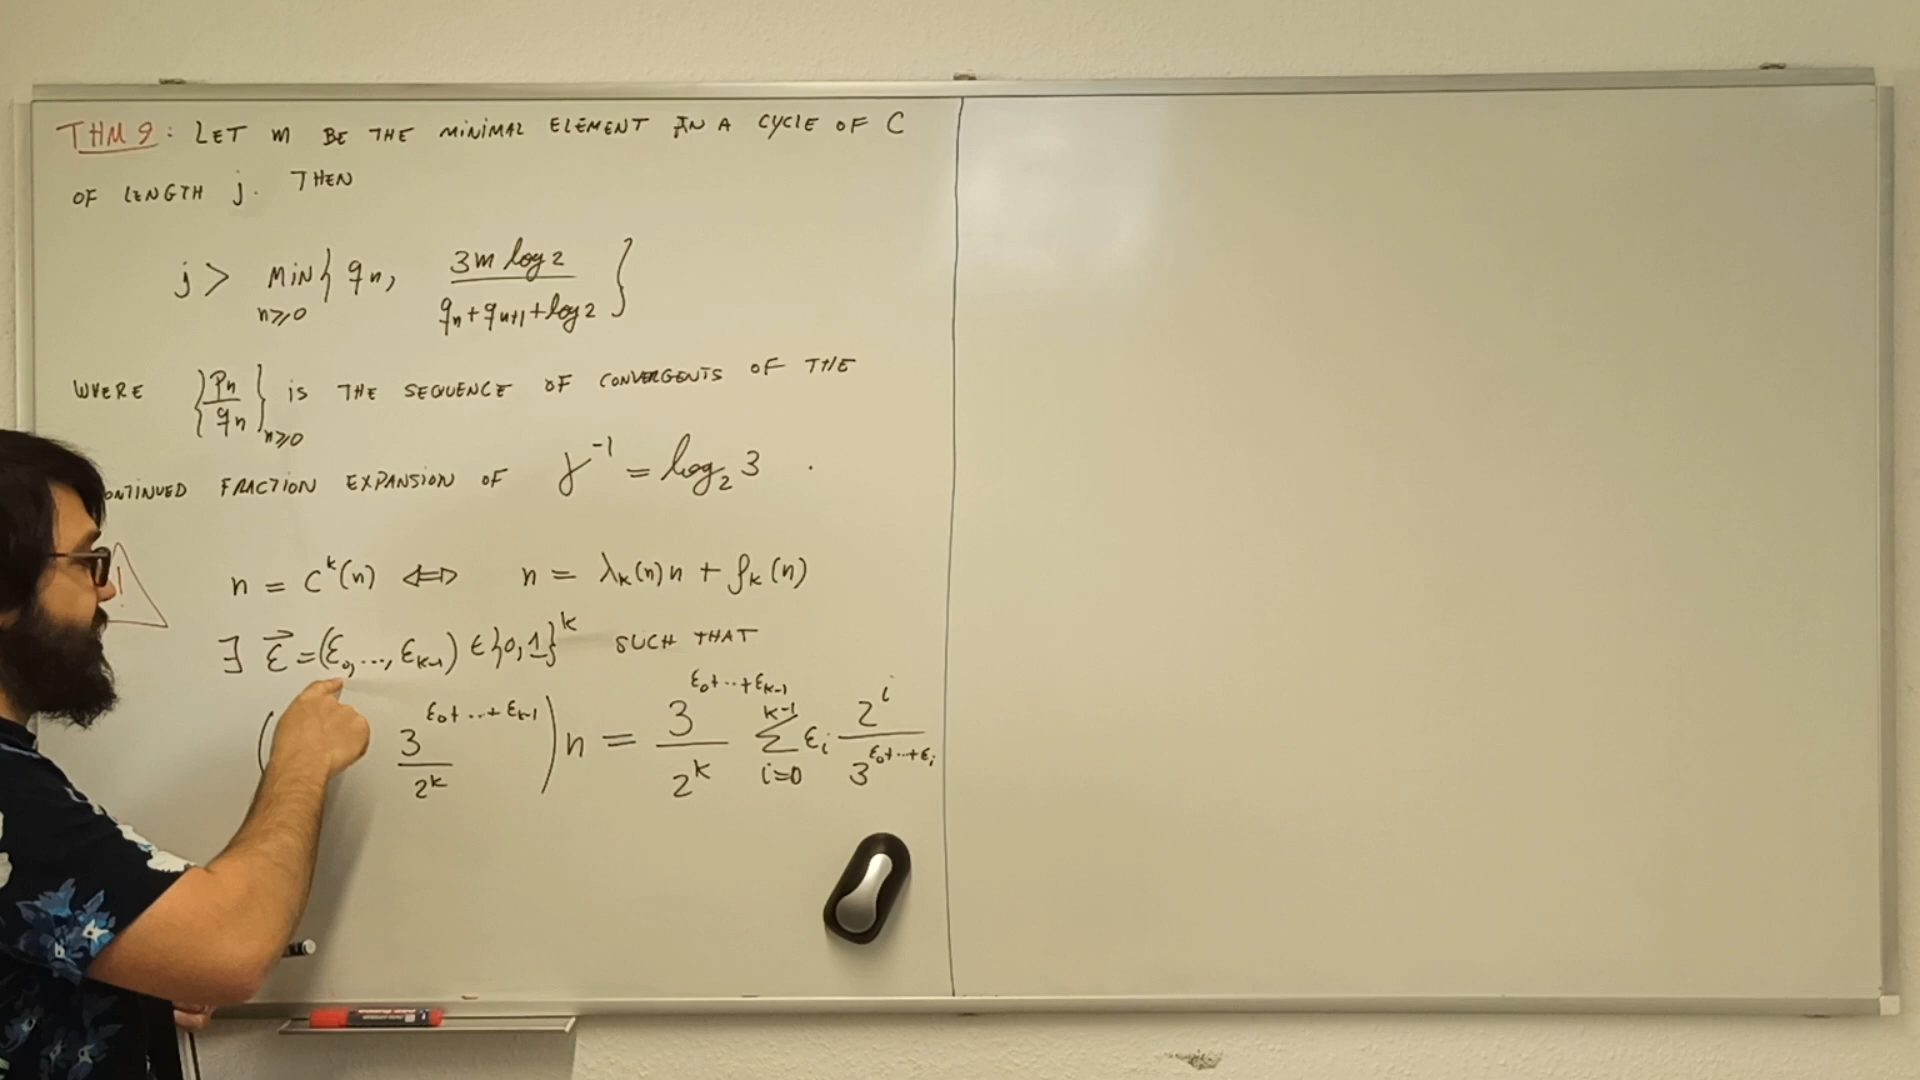 THM 9: LET m BE THE MINIMAL ELEMENT IN A CYCLE OF C
OF LENGTH j. THEN
j > MIN_{n⩾0} { q_n, (3m log 2)/(q_n + q_{n+1} + log 2) }
WVERE {p_n/q_n}_{n⩾0} IS THE SEQUENCE OF CONVERGENTS OF THE
ONTINUED FRACTION EXPANSION OF γ^{-1} = log_2 3 .
!
n = C^k(n) ⟺ n = λ_k(n)n + ρ_k(n)
∃ ε⃗ = (ε_0, ..., ε_{k-1}) ∈ {0,1}^k SUCH THAT
( 3^{ε_0+...+ε_{k-1}}/2^k ) n = 3^{ε_0+...+ε_{k-1}}/2^k ∑_{i=0}^{k-1} ε_i 2^i/3^{ε_0+...+ε_i}